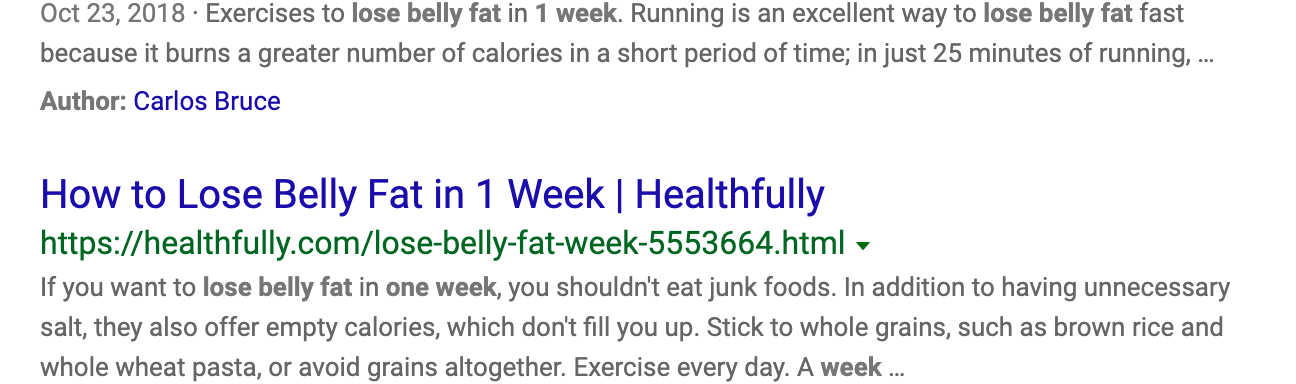 Oct 23, 2018 · Exercises to lose belly fat in 1 week. Running is an excellent way to lose belly fat fast
because it burns a greater number of calories in a short period of time; in just 25 minutes of running, ...
Author: Carlos Bruce
How to Lose Belly Fat in 1 Week | Healthfully
https://healthfully.com/lose-belly-fat-week-5553664.html
If you want to lose belly fat in one week, you shouldn't eat junk foods. In addition to having unnecessary
salt, they also offer empty calories, which don't fill you up. Stick to whole grains, such as brown rice and
whole wheat pasta, or avoid grains altogether. Exercise every day. A week ...